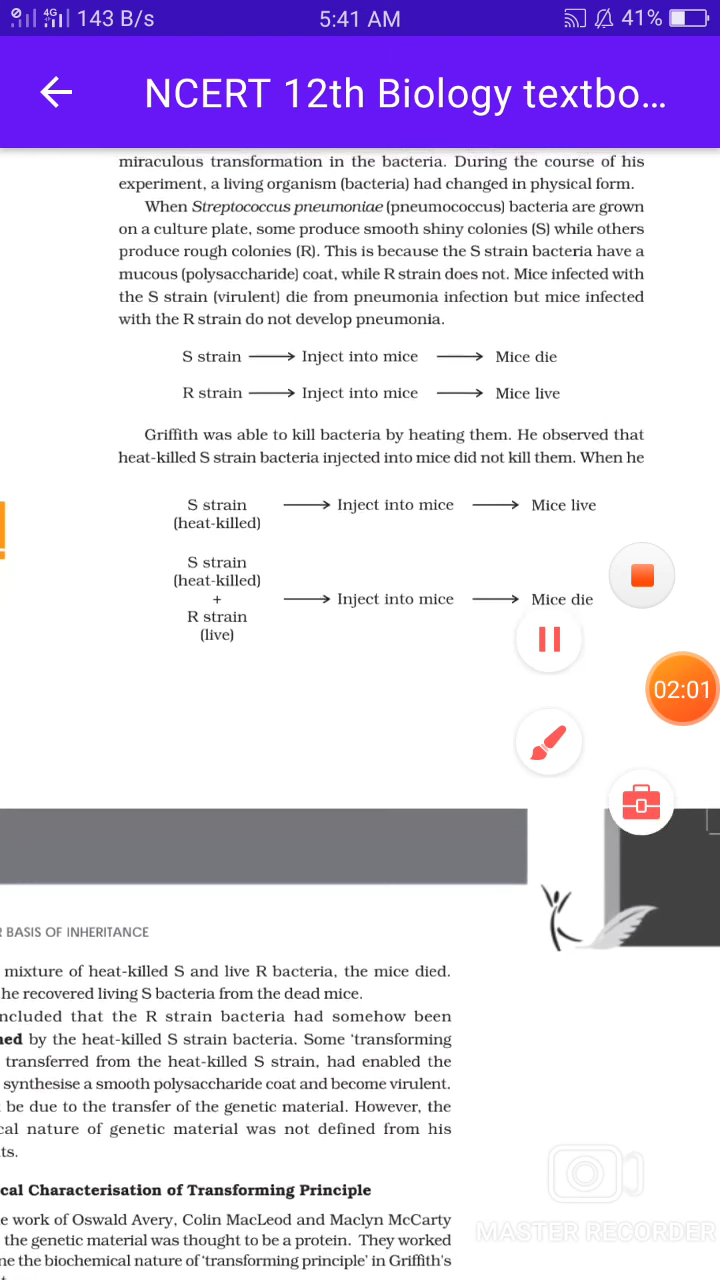 143 B/s 5:41 AM 41%
NCERT 12th Biology textbo...
miraculous transformation in the bacteria. During the course of his
experiment, a living organism (bacteria) had changed in physical form.
When Streptococcus pneumoniae (pneumococcus) bacteria are grown
on a culture plate, some produce smooth shiny colonies (S) while others
produce rough colonies (R). This is because the S strain bacteria have a
mucous (polysaccharide) coat, while R strain does not. Mice infected with
the S strain (virulent) die from pneumonia infection but mice infected
with the R strain do not develop pneumonia.
S strain → Inject into mice → Mice die
R strain → Inject into mice → Mice live
Griffith was able to kill bacteria by heating them. He observed that
heat-killed S strain bacteria injected into mice did not kill them. When he
S strain → Inject into mice → Mice live
(heat-killed)
S strain
(heat-killed)
+ → Inject into mice → Mice die
R strain
(live)
02:01
BASIS OF INHERITANCE
mixture of heat-killed S and live R bacteria, the mice died.
he recovered living S bacteria from the dead mice.
ncluded that the R strain bacteria had somehow been
ned by the heat-killed S strain bacteria. Some 'transforming
transferred from the heat-killed S strain, had enabled the
synthesise a smooth polysaccharide coat and become virulent.
be due to the transfer of the genetic material. However, the
cal nature of genetic material was not defined from his
ts.
cal Characterisation of Transforming Principle
e work of Oswald Avery, Colin MacLeod and Maclyn McCarty
the genetic material was thought to be a protein. They worked
ne the biochemical nature of 'transforming principle' in Griffith's
MASTER RECORDER